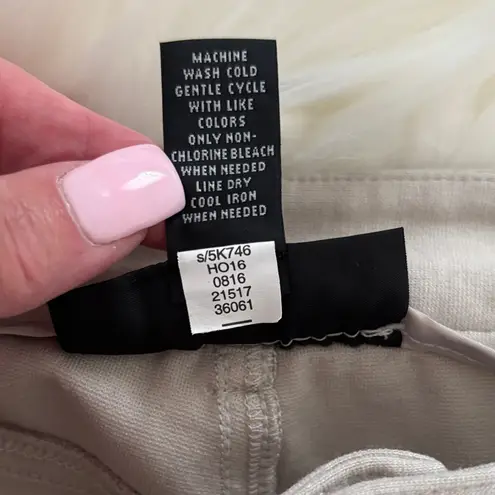 MACHINE
WASH COLD
GENTLE CYCLE
WITH LIKE
COLORS
ONLY NON-
CHLORINE BLEACH
WHEN NEEDED
LINE DRY
COOL IRON
WHEN NEEDED
s/5K746
HO16
0816
21517
36061